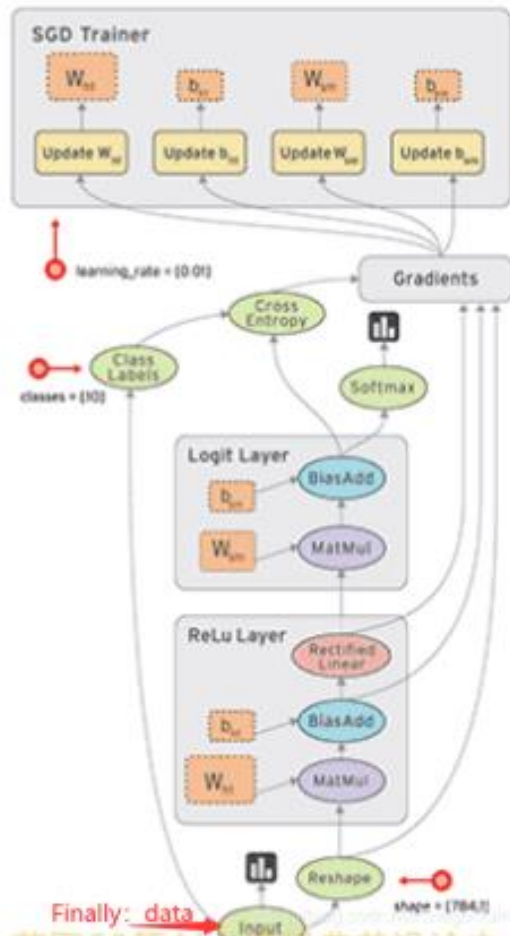 SGD Trainer
W
b
W
b
Update W
Update b
Update W
Update b
learning_rate = [0.01]
Gradients
Cross
Entropy
Class
Labels
classes = [10]
Softmax
Logit Layer
BiasAdd
b
W
MatMul
ReLu Layer
Rectified
Linear
BiasAdd
b
W
MatMul
Reshape
shape = [784,1]
Finally: data
Input